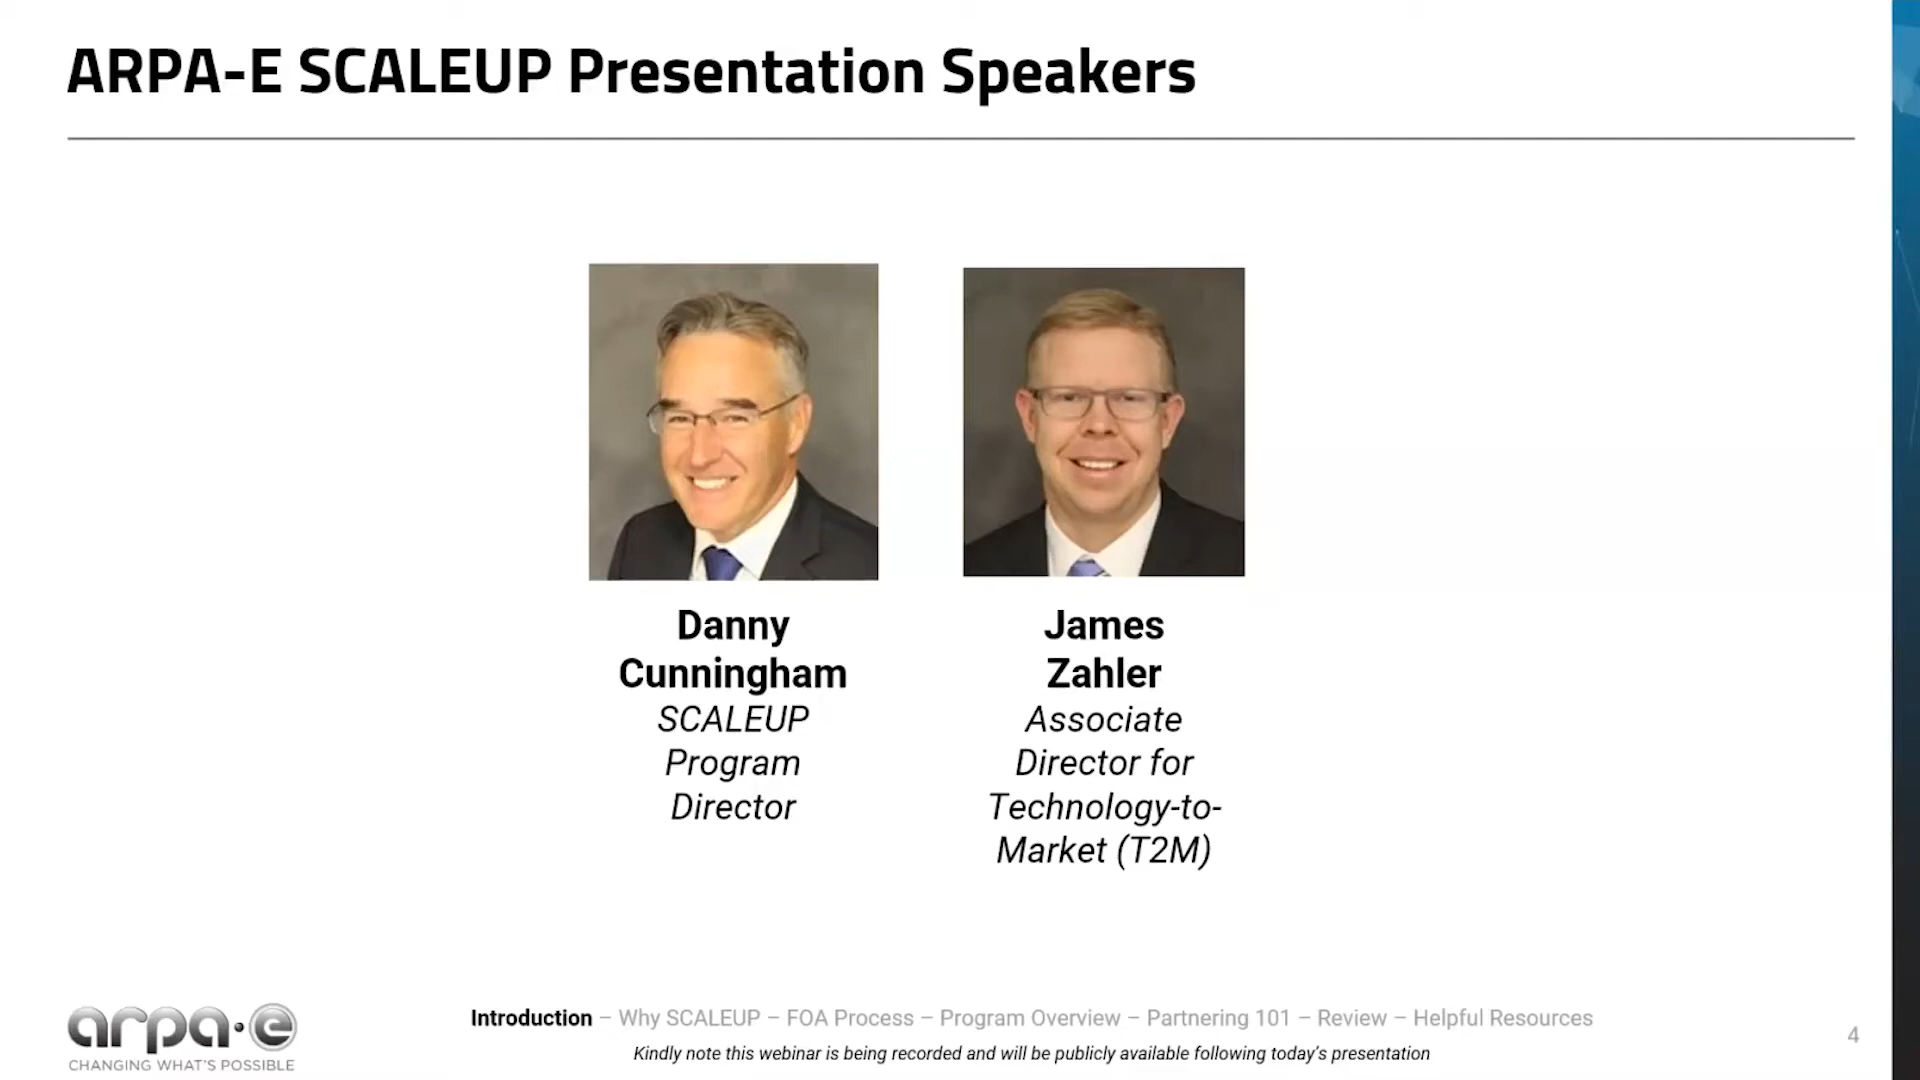 ARPA-E SCALEUP Presentation Speakers
Danny
Cunningham
SCALEUP
Program
Director
James
Zahler
Associate
Director for
Technology-to-
Market (T2M)
arpa·e
CHANGING WHAT'S POSSIBLE
Introduction – Why SCALEUP – FOA Process – Program Overview – Partnering 101 – Review – Helpful Resources
Kindly note this webinar is being recorded and will be publicly available following today's presentation
4